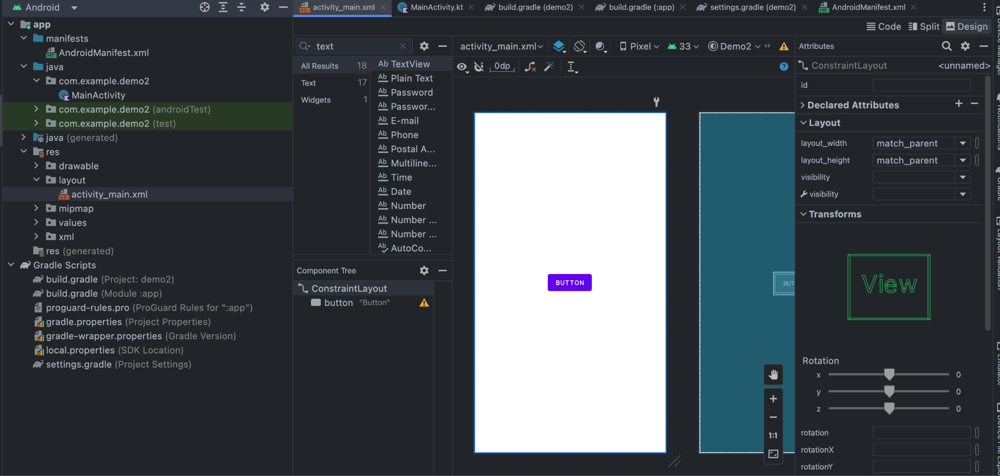 Android
activity_main.xml
MainActivity.kt
build.gradle (demo2)
build.gradle (:app)
settings.gradle (demo2)
AndroidManifest.xml
app
manifests
AndroidManifest.xml
java
com.example.demo2
MainActivity
com.example.demo2 (androidTest)
com.example.demo2 (test)
java (generated)
res
drawable
layout
activity_main.xml
mipmap
values
xml
res (generated)
Gradle Scripts
build.gradle (Project: demo2)
build.gradle (Module :app)
proguard-rules.pro (ProGuard Rules for ":app")
gradle.properties (Project Properties)
gradle-wrapper.properties (Gradle Version)
local.properties (SDK Location)
settings.gradle (Project Settings)
Code
Split
Design
text
All Results 18
Text 17
Widgets 1
Ab TextView
Ab Plain Text
Ab Password
Ab Passwor...
Ab E-mail
Ab Phone
Ab Postal A...
Ab Multiline...
Ab Time
Ab Date
Ab Number
Ab Number ...
Ab Number ...
Ab AutoCo...
Component Tree
ConstraintLayout
button "Button"
activity_main.xml
Pixel
33
Demo2
0dp
BUTTON
BUT
1:1
Attributes
ConstraintLayout <unnamed>
id
Declared Attributes
Layout
layout_width match_parent
layout_height match_parent
visibility
visibility
Transforms
View
Rotation
x 0
y 0
z 0
rotation
rotationX
rotationY